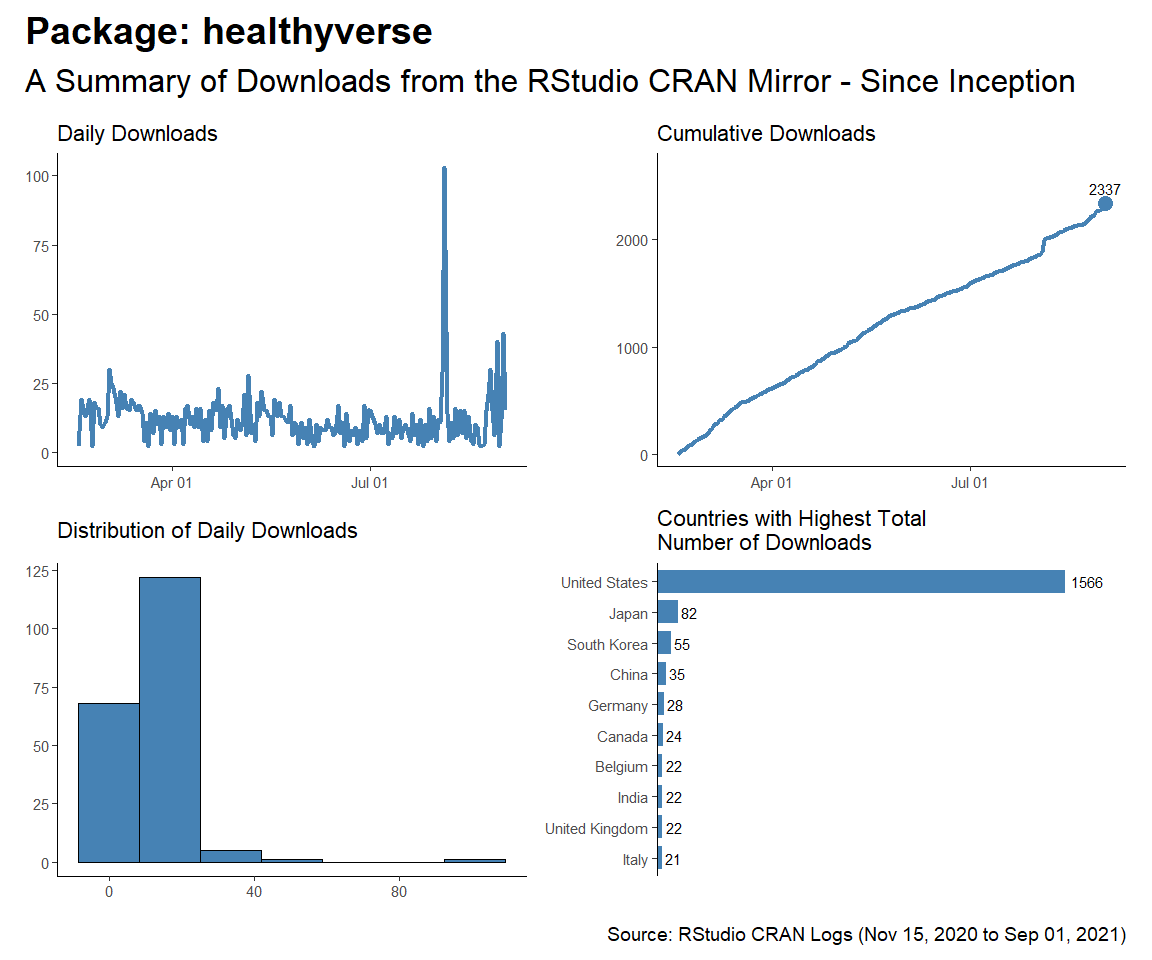 Package: healthyverse
A Summary of Downloads from the RStudio CRAN Mirror - Since Inception
Daily Downloads
100
75
50
25
0
Apr 01
Jul 01
Cumulative Downloads
2337
2000
1000
0
Apr 01
Jul 01
Distribution of Daily Downloads
125
100
75
50
25
0
0
40
80
Countries with Highest Total
Number of Downloads
United States 1566
Japan 82
South Korea 55
China 35
Germany 28
Canada 24
Belgium 22
India 22
United Kingdom 22
Italy 21
Source: RStudio CRAN Logs (Nov 15, 2020 to Sep 01, 2021)